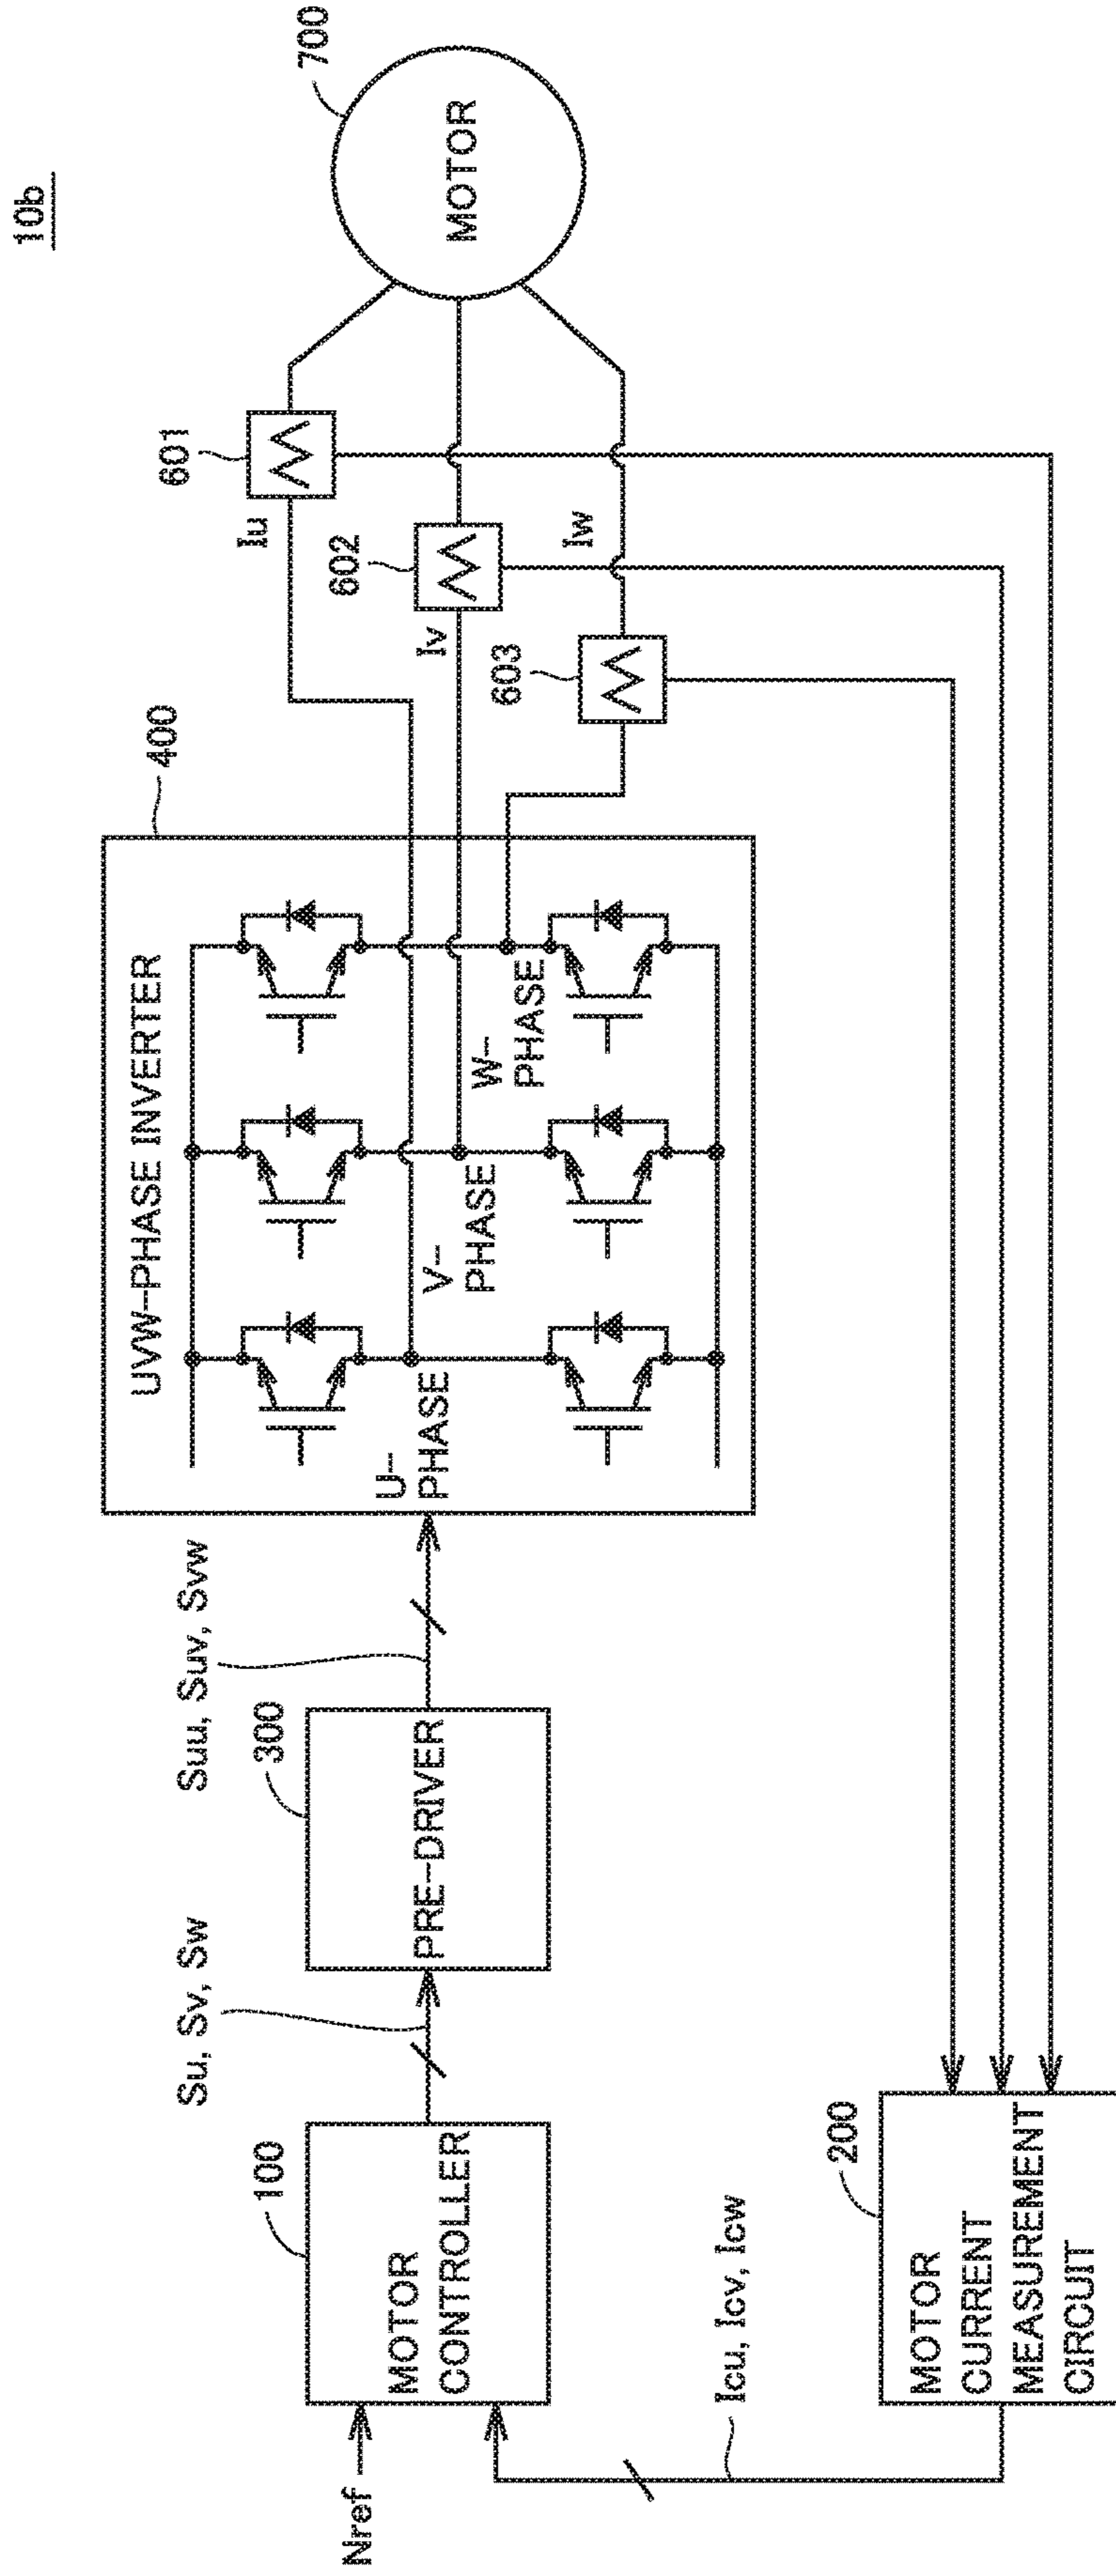 10b
Nref
MOTOR
CONTROLLER
100
Su, Sv, Sw
PRE-DRIVER
300
Suu, Suv, Svw
UVW-PHASE INVERTER
400
U-
PHASE
V-
PHASE
W-
PHASE
Iu
601
Iv
602
Iw
603
MOTOR
700
Icu, Icv, Icw
MOTOR
CURRENT
MEASUREMENT
CIRCUIT
200